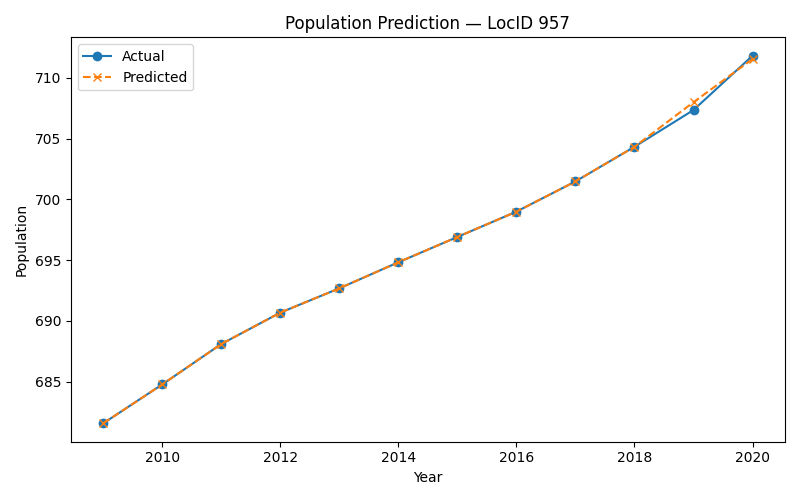 Population Prediction — LocID 957
Actual
Predicted
Population
710
705
700
695
690
685
2010 2012 2014 2016 2018 2020
Year